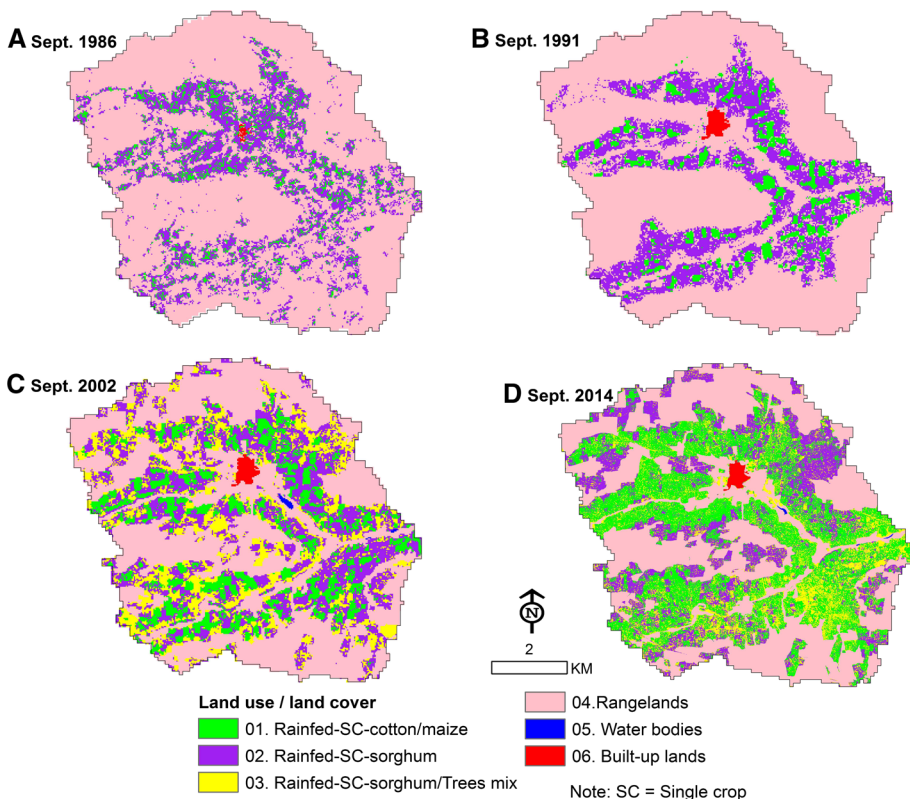 A Sept. 1986
B Sept. 1991
C Sept. 2002
D Sept. 2014
N
2
KM
Land use / land cover
01. Rainfed-SC-cotton/maize
02. Rainfed-SC-sorghum
03. Rainfed-SC-sorghum/Trees mix
04.Rangelands
05. Water bodies
06. Built-up lands
Note: SC = Single crop